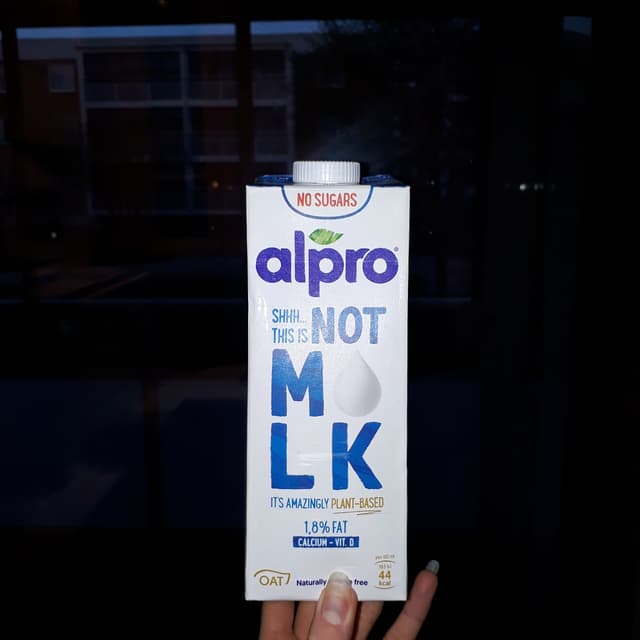 NO SUGARS
alpro®
SHHH...
THIS IS NOT
M LK
IT'S AMAZINGLY PLANT-BASED
1,8% FAT
CALCIUM - VIT. D
OAT
Naturally free
44
kcal